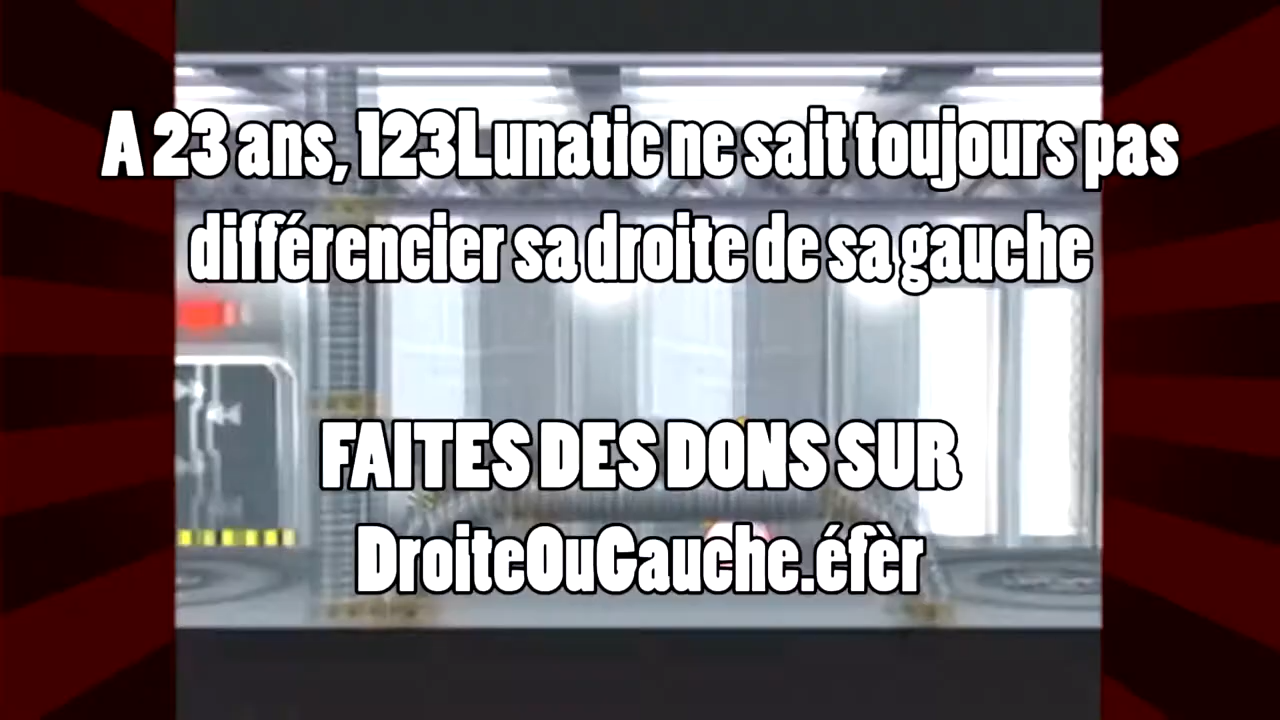 A 23 ans, 123Lunatic ne sait toujours pas
différencier sa droite de sa gauche
FAITES DES DONS SUR
DroiteOuGauche.éfèr